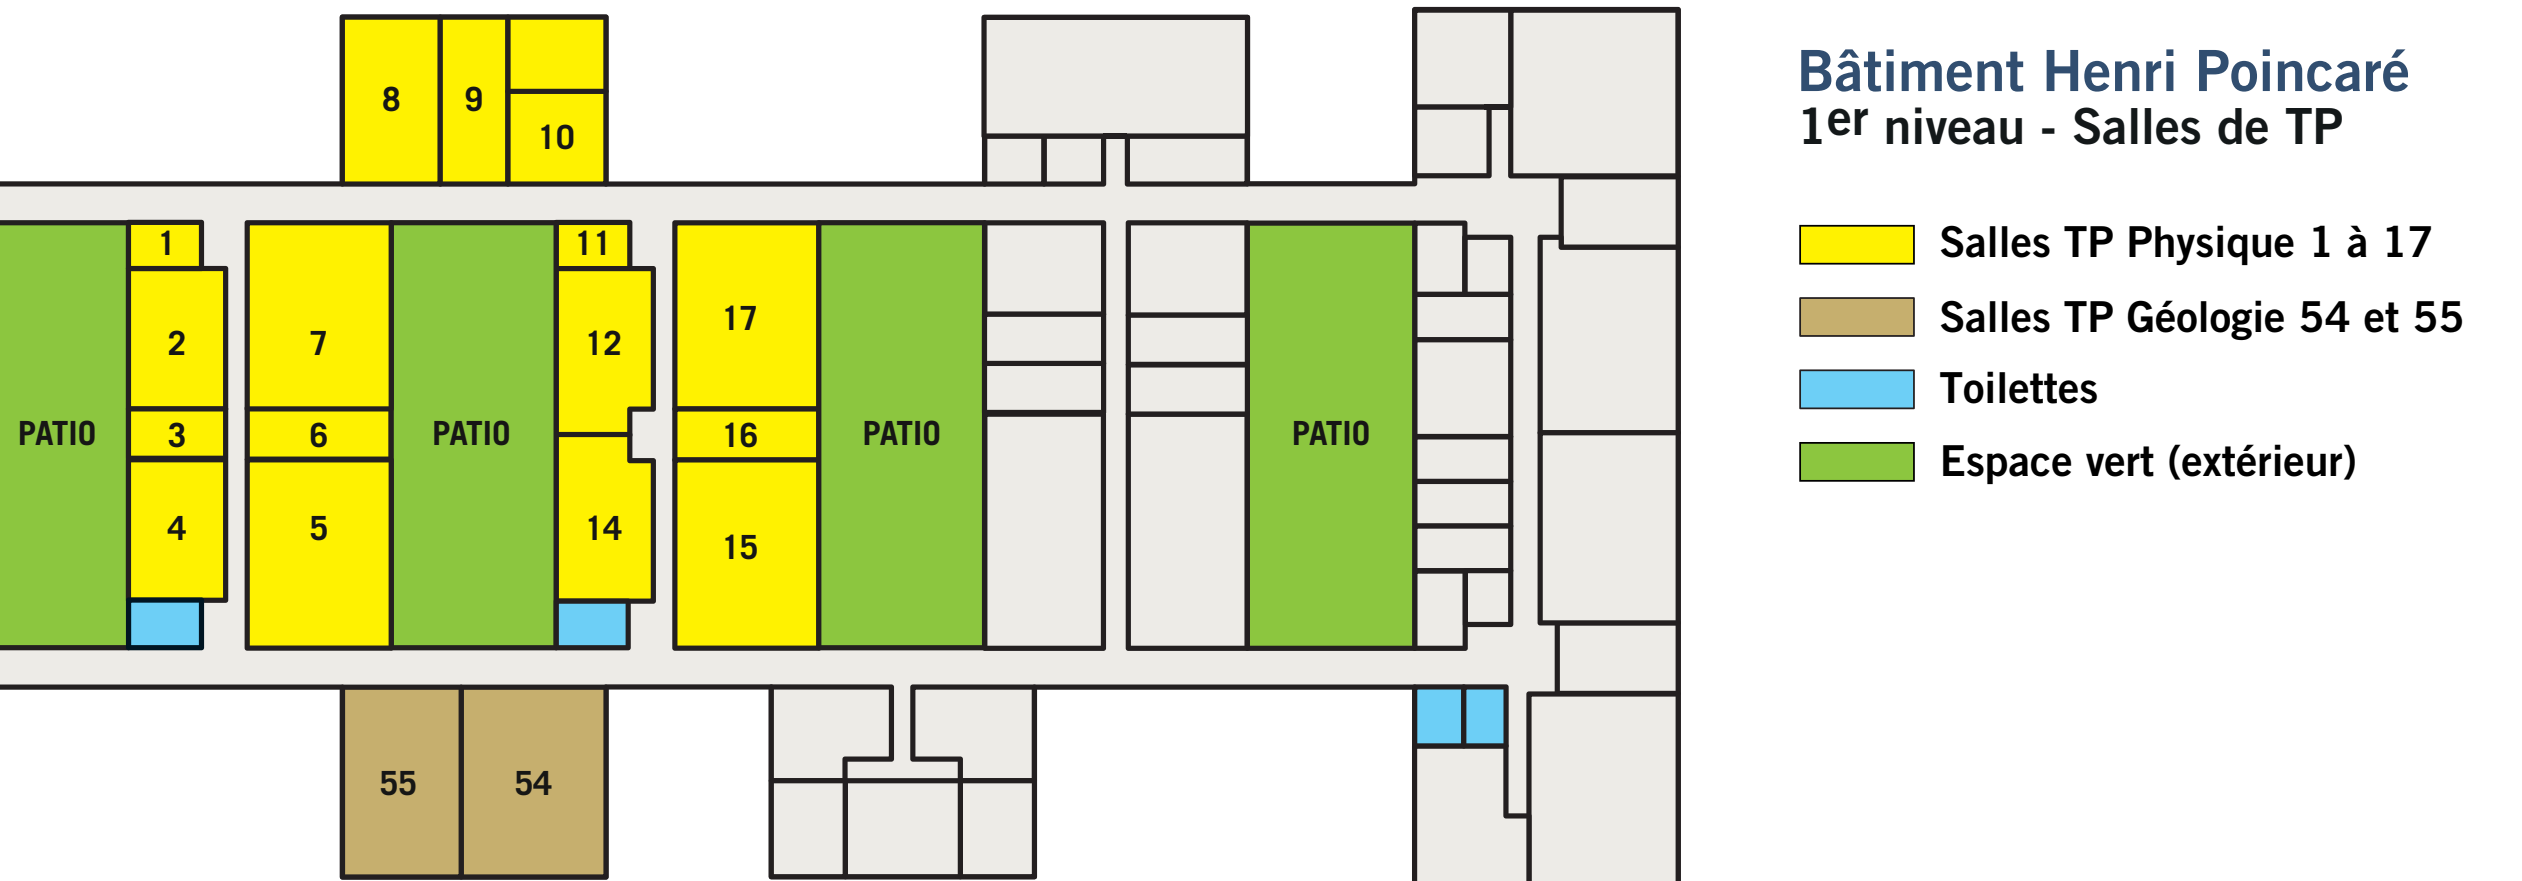 Bâtiment Henri Poincaré
1er niveau - Salles de TP
Salles TP Physique 1 à 17
Salles TP Géologie 54 et 55
Toilettes
Espace vert (extérieur)
8
9
10
1
11
2
7
12
17
PATIO
3
6
PATIO
16
PATIO
PATIO
4
5
14
15
55
54